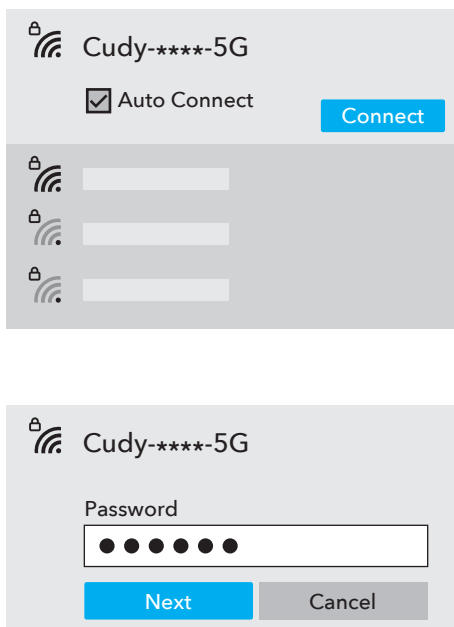 Cudy-****-5G
Auto Connect
Connect
Cudy-****-5G
Password
●●●●●●
Next Cancel